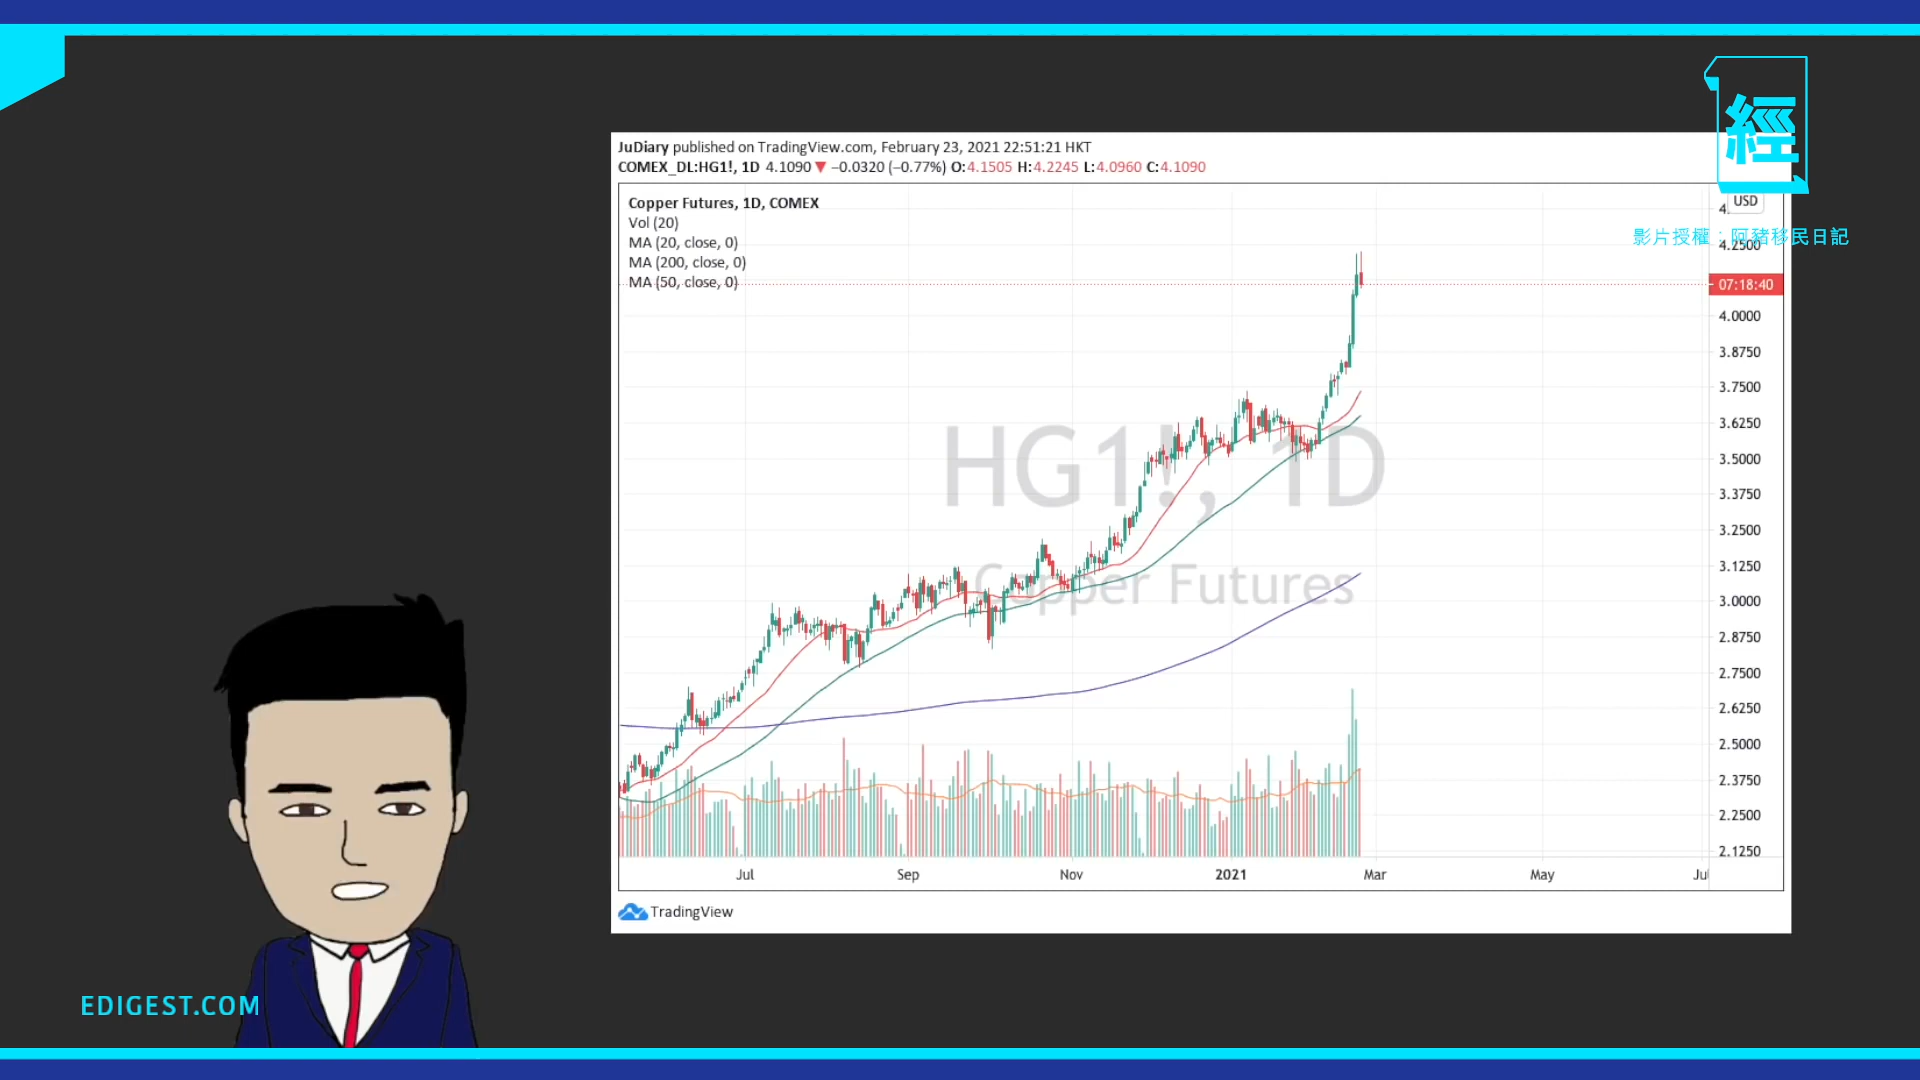 經
JuDiary published on TradingView.com, February 23, 2021 22:51:21 HKT
COMEX_DL:HG1!, 1D 4.1090 ▼ −0.0320 (−0.77%) O:4.1505 H:4.2245 L:4.0960 C:4.1090
Copper Futures, 1D, COMEX
Vol (20)
MA (20, close, 0)
MA (200, close, 0)
MA (50, close, 0)
USD
影片授權：阿豬移民日記
4.2500
07:18:40
4.0000
3.8750
3.7500
3.6250
3.5000
3.3750
3.2500
3.1250
3.0000
2.8750
2.7500
2.6250
2.5000
2.3750
2.2500
2.1250
HG1!, 1D
Copper Futures
Jul Sep Nov 2021 Mar May Jul
TradingView
EDIGEST.COM